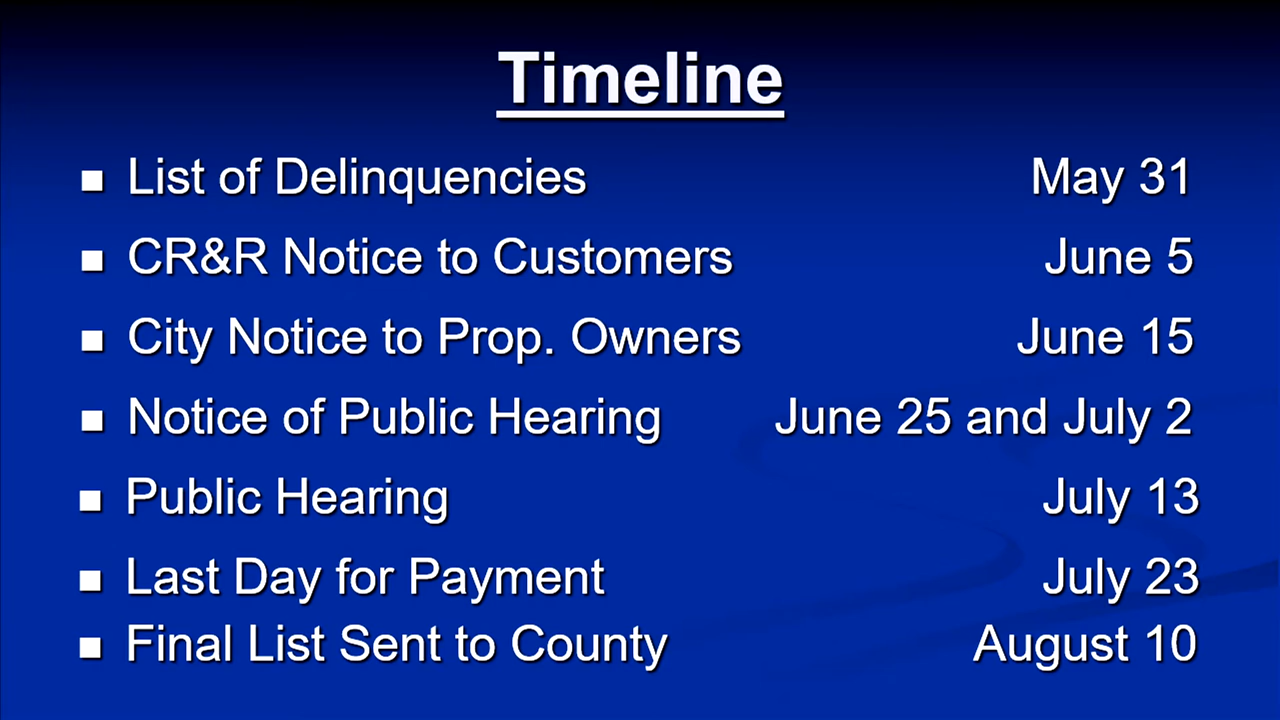 Timeline
List of Delinquencies May 31
CR&R Notice to Customers June 5
City Notice to Prop. Owners June 15
Notice of Public Hearing June 25 and July 2
Public Hearing July 13
Last Day for Payment July 23
Final List Sent to County August 10